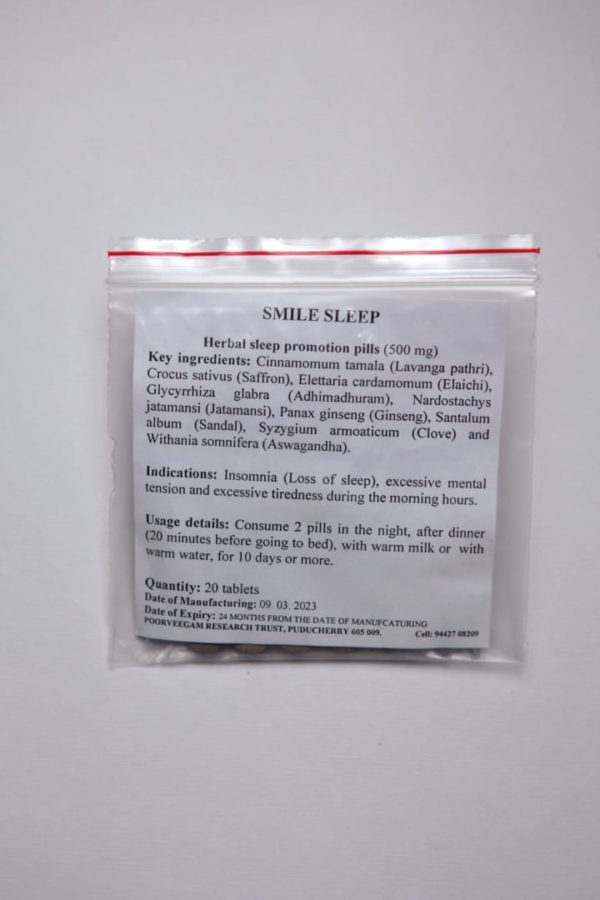 SMILE SLEEP
Herbal sleep promotion pills (500 mg)
Key ingredients: Cinnamomum tamala (Lavanga pathri),
Crocus sativus (Saffron), Elettaria cardamomum (Elaichi),
Glycyrrhiza glabra (Adhimadhuram), Nardostachys
jatamansi (Jatamansi), Panax ginseng (Ginseng), Santalum
album (Sandal), Syzygium armoaticum (Clove) and
Withania somnifera (Aswagandha).
Indications: Insomnia (Loss of sleep), excessive mental
tension and excessive tiredness during the morning hours.
Usage details: Consume 2 pills in the night, after dinner
(20 minutes before going to bed), with warm milk or with
warm water, for 10 days or more.
Quantity: 20 tablets
Date of Manufacturing: 09. 03. 2023
Date of Expiry: 24 MONTHS FROM THE DATE OF MANUFCATURING
POORVEEGAM RESEARCH TRUST, PUDUCHERRY 605 009. Cell: 94427 08209